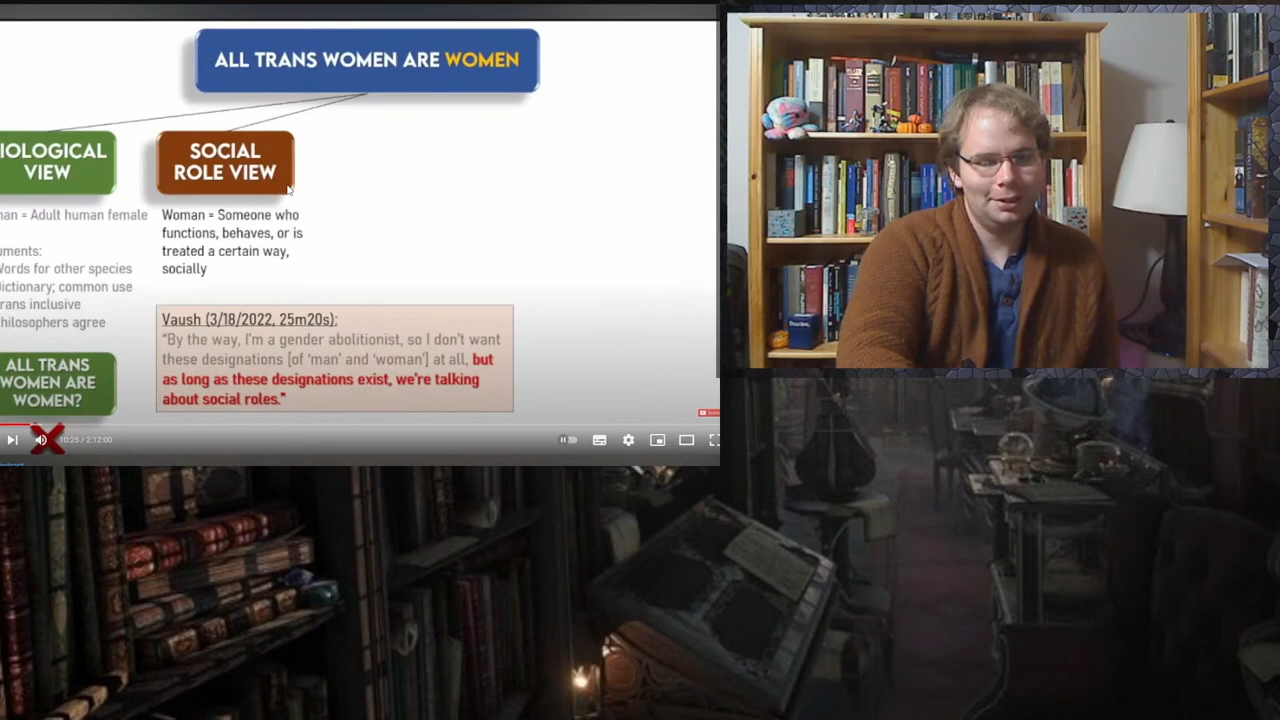 ALL TRANS WOMEN ARE WOMEN
IOLOGICAL
VIEW
SOCIAL
ROLE VIEW
nan = Adult human female
uments:
Words for other species
Dictionary; common use
rans inclusive
hilosophers agree
ALL TRANS
WOMEN ARE
WOMEN?
Woman = Someone who
functions, behaves, or is
treated a certain way,
socially
Vaush (3/18/2022, 25m20s):
"By the way, I'm a gender abolitionist, so I don't want
these designations [of 'man' and 'woman'] at all, but
as long as these designations exist, we're talking
about social roles."
10:25 / 2:12:00